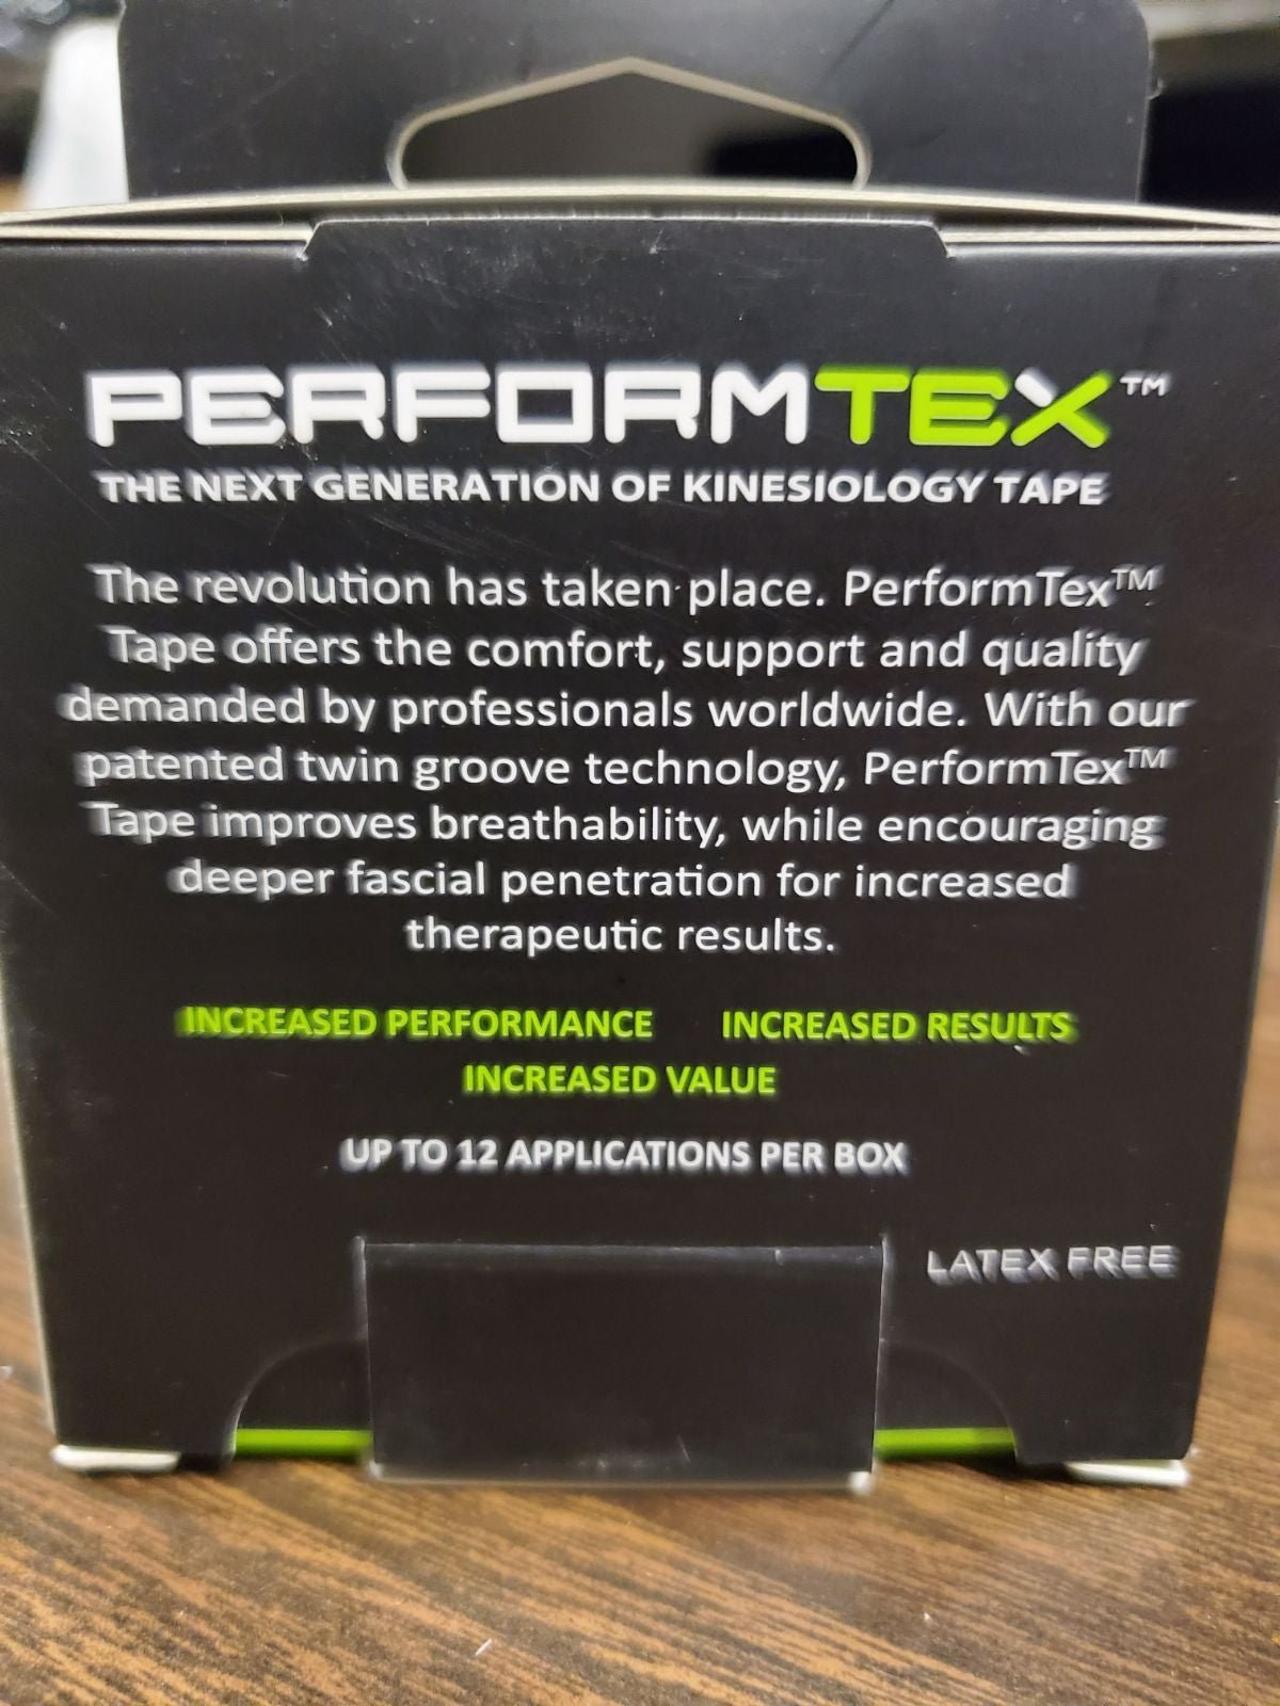 PERFORMTEX™
THE NEXT GENERATION OF KINESIOLOGY TAPE
The revolution has taken place. PerformTex™
Tape offers the comfort, support and quality
demanded by professionals worldwide. With our
patented twin groove technology, PerformTex™
Tape improves breathability, while encouraging
deeper fascial penetration for increased
therapeutic results.
INCREASED PERFORMANCE INCREASED RESULTS
INCREASED VALUE
UP TO 12 APPLICATIONS PER BOX
LATEX FREE